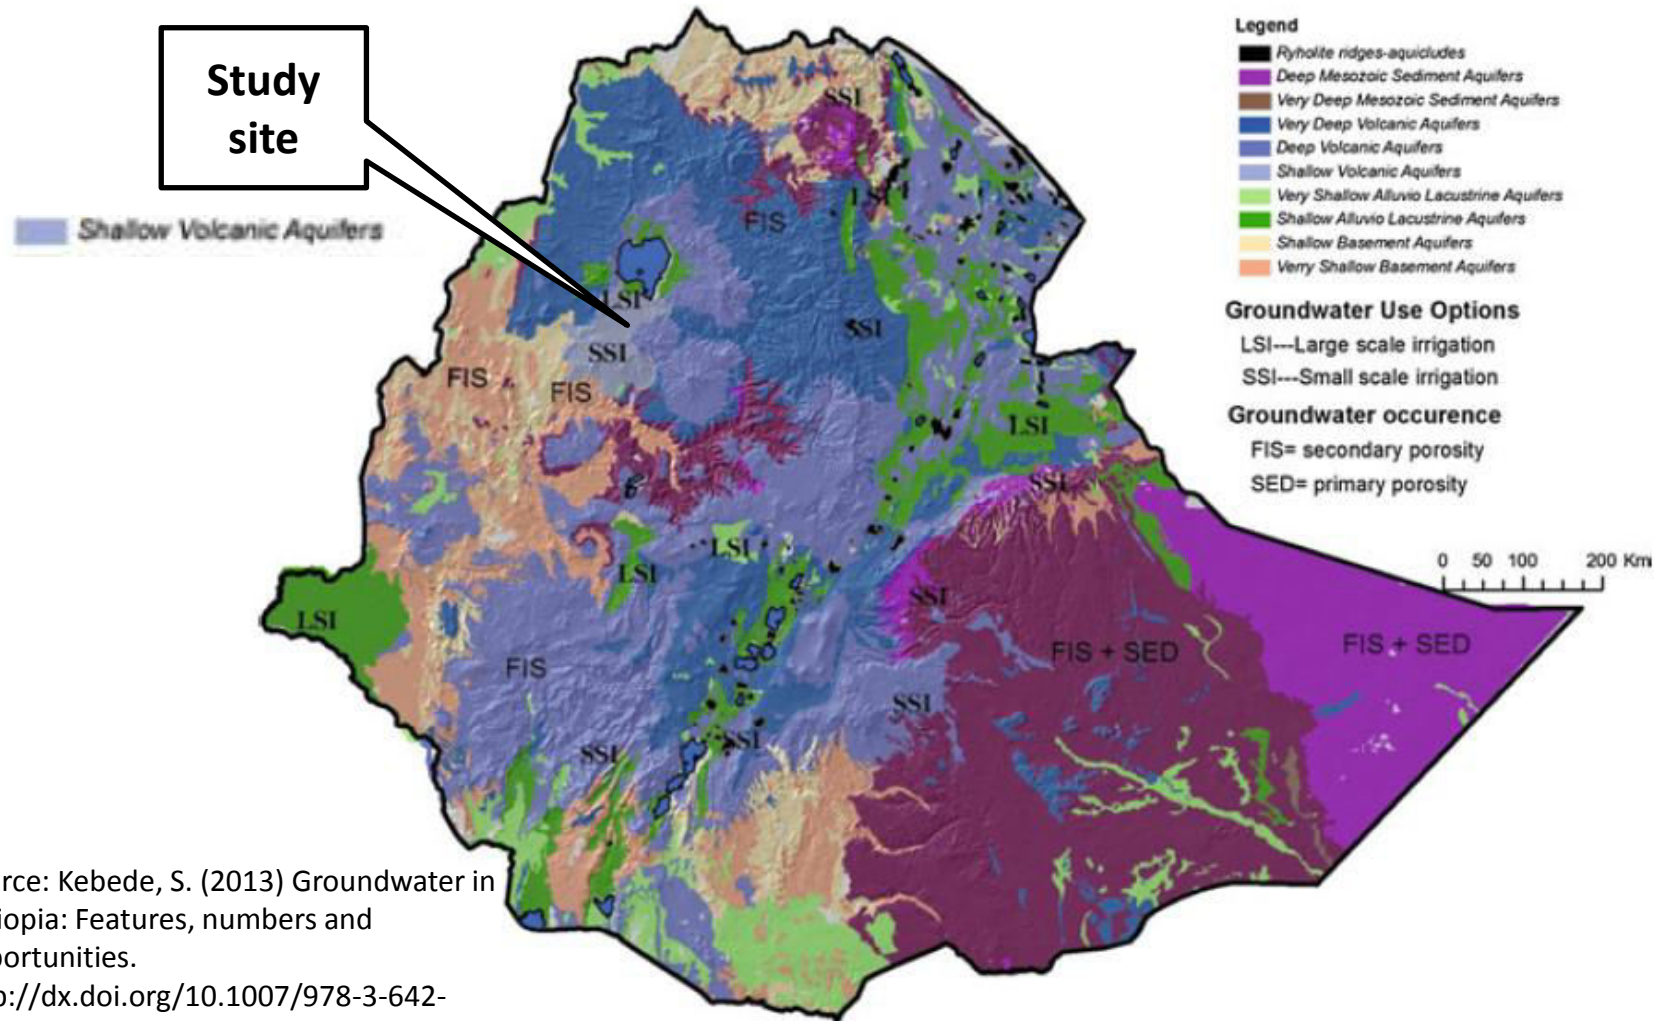 Study
site
Shallow Volcanic Aquifers
Legend
Ryholite ridges-aquicludes
Deep Mesozoic Sediment Aquifers
Very Deep Mesozoic Sediment Aquifers
Very Deep Volcanic Aquifers
Deep Volcanic Aquifers
Shallow Volcanic Aquifers
Very Shallow Alluvio Lacustrine Aquifers
Shallow Alluvio Lacustrine Aquifers
Shallow Basement Aquifers
Verry Shallow Basement Aquifers
Groundwater Use Options
LSI---Large scale irrigation
SSI---Small scale irrigation
Groundwater occurence
FIS= secondary porosity
SED= primary porosity
0 50 100 200 Km
SSI
LSI
FIS
LSI
SSI
SSI
FIS
FIS
LSI
SSI
LSI
LSI
SSI
LSI
FIS + SED
FIS + SED
FIS
SSI
SSI
SSI
rce: Kebede, S. (2013) Groundwater in
iopia: Features, numbers and
portunities.
p://dx.doi.org/10.1007/978-3-642-